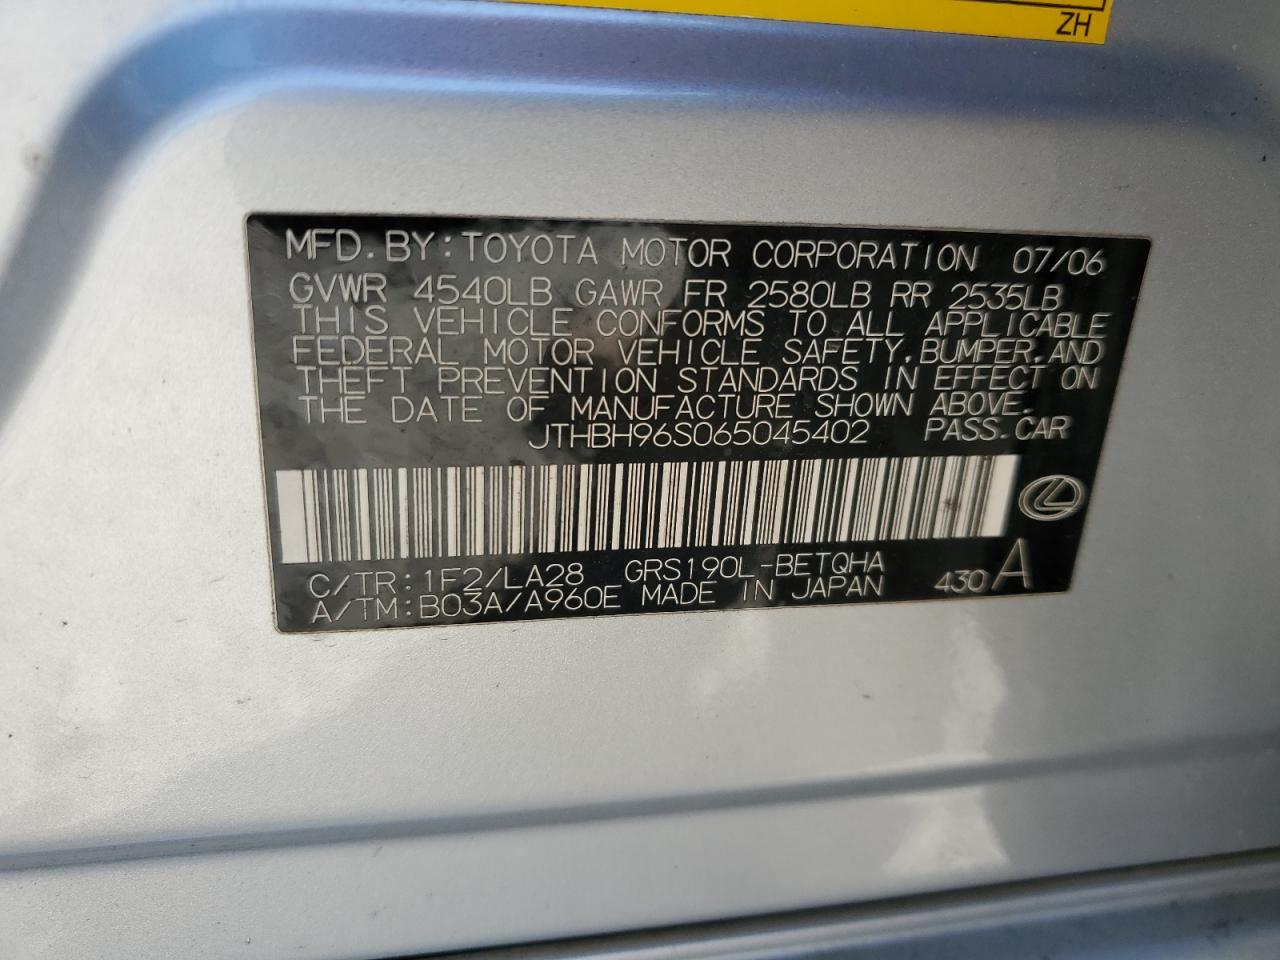 ZH
MFD. BY: TOYOTA MOTOR CORPORATION 07/06
GVWR 4540LB GAWR FR 2580LB RR 2535LB
THIS VEHICLE CONFORMS TO ALL APPLICABLE
FEDERAL MOTOR VEHICLE SAFETY, BUMPER, AND
THEFT PREVENTION STANDARDS IN EFFECT ON
THE DATE OF MANUFACTURE SHOWN ABOVE.
JTHBH96S065045402 PASS. CAR
C/TR: 1F2/LA28 GRS190L-BETQHA
A/TM: B03A/A960E MADE IN JAPAN 430 A